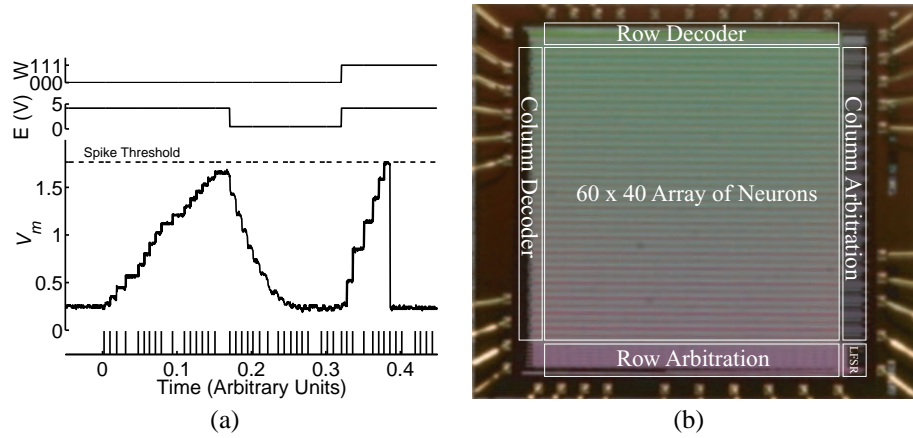 W
111
000
E (V)
5
0
Spike Threshold
V_m
1.5
1
0.5
0
0 0.1 0.2 0.3 0.4
Time (Arbitrary Units)
(a)
Row Decoder
Column Decoder
60 x 40 Array of Neurons
Column Arbitration
Row Arbitration
LFSR
(b)